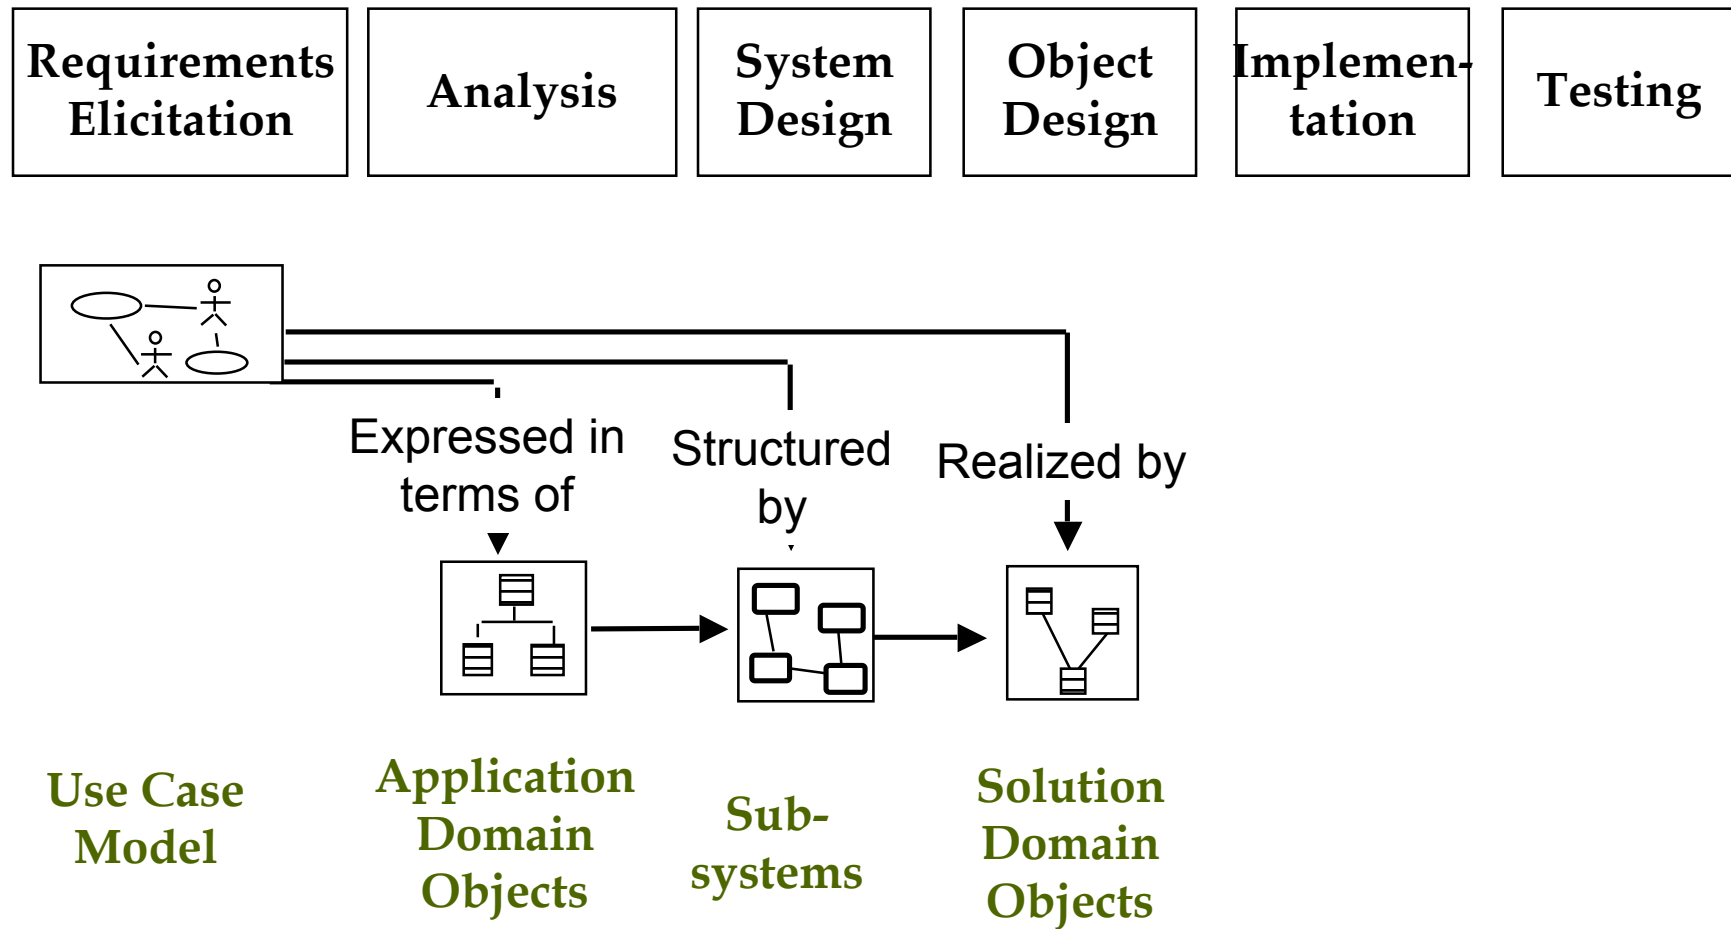 Requirements
Elicitation
Analysis
System
Design
Object
Design
Implemen-
tation
Testing
Expressed in
terms of
Structured
by
Realized by
Use Case
Model
Application
Domain
Objects
Sub-
systems
Solution
Domain
Objects